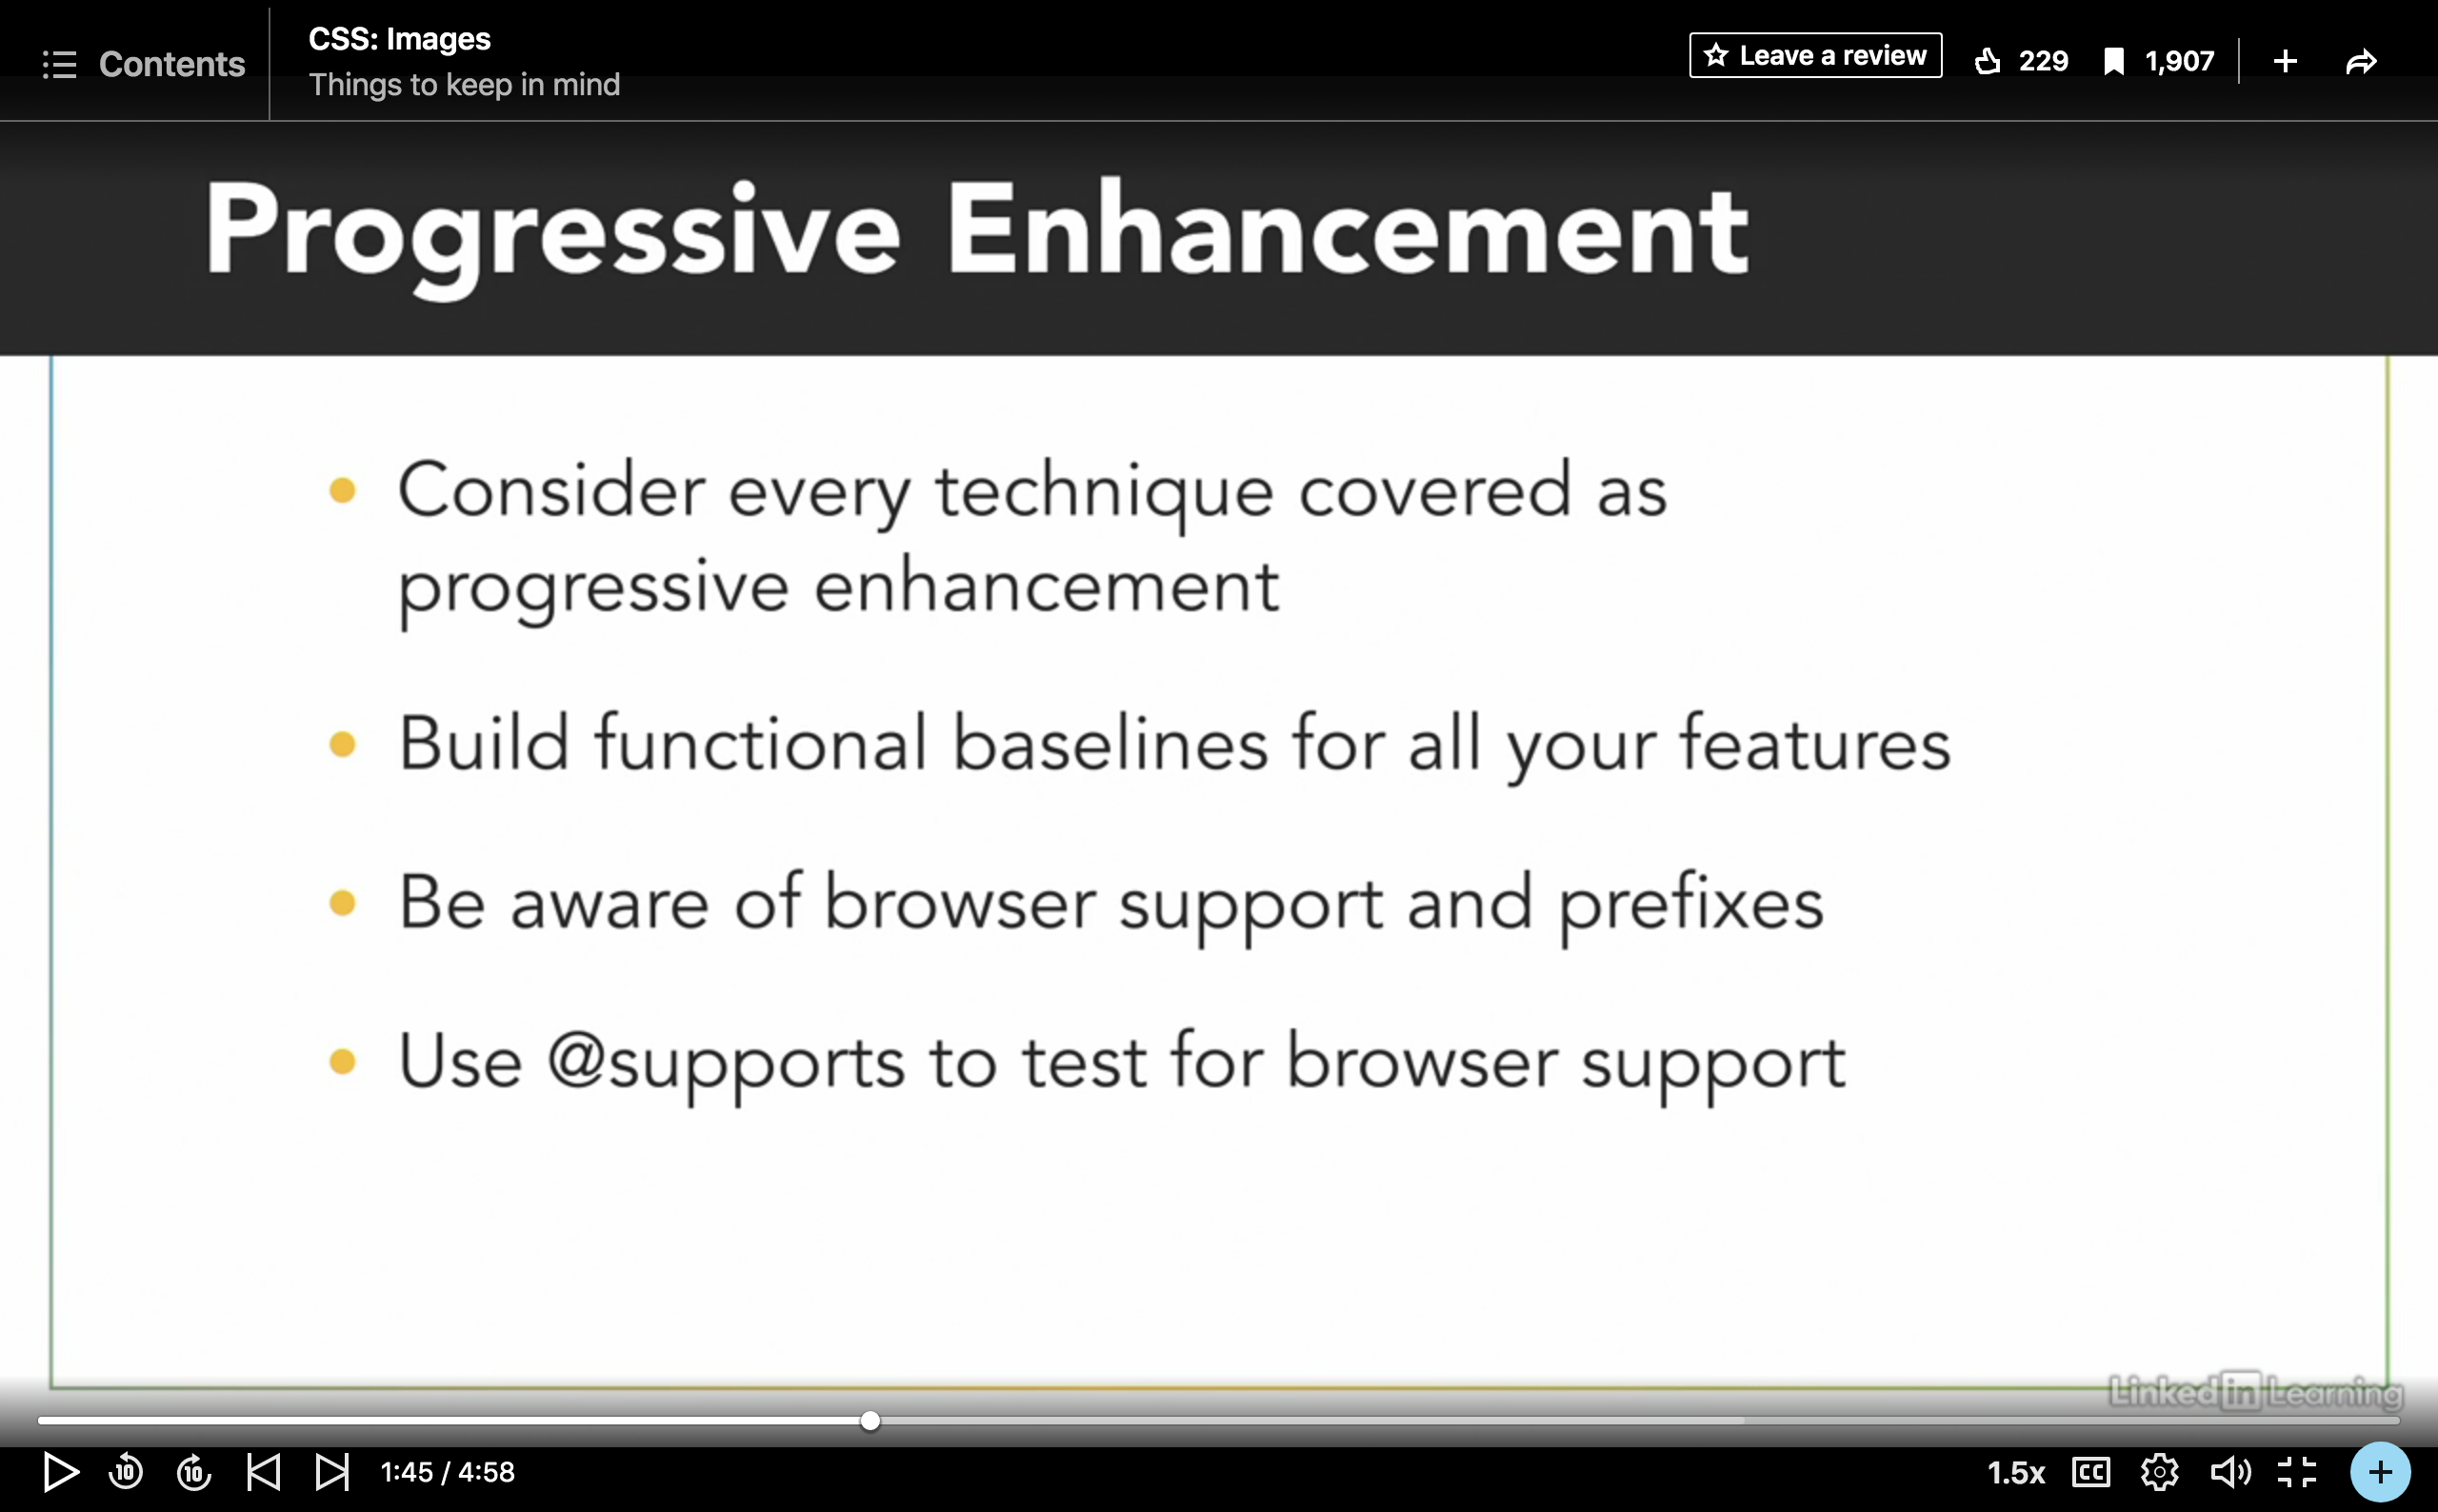 Contents
CSS: Images
Things to keep in mind
Leave a review
229
1,907
Progressive Enhancement
Consider every technique covered as
progressive enhancement
Build functional baselines for all your features
Be aware of browser support and prefixes
Use @supports to test for browser support
Linked in Learning
10
10
1:45 / 4:58
1.5x
CC